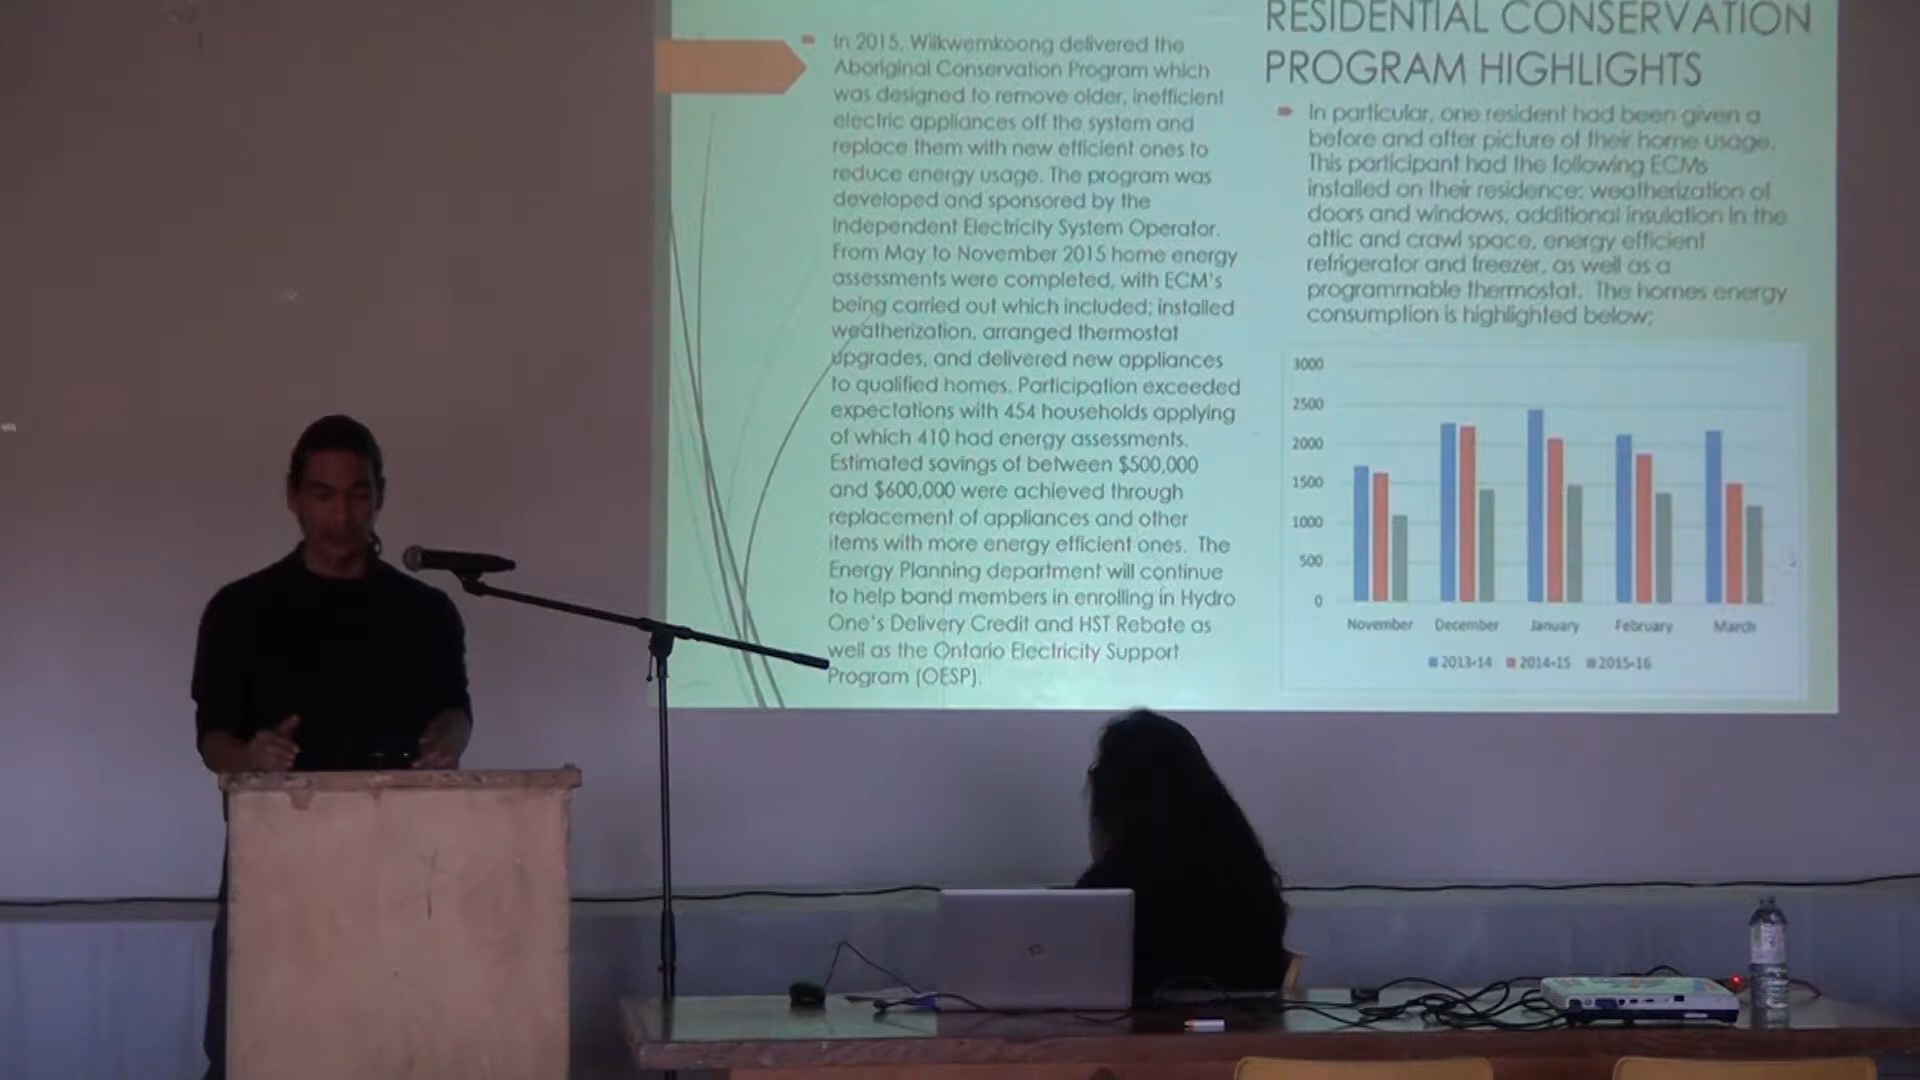 In 2015, Wiikwemkoong delivered the
Aboriginal Conservation Program which
was designed to remove older, inefficient
electric appliances off the system and
replace them with new efficient ones to
reduce energy usage. The program was
developed and sponsored by the
Independent Electricity System Operator.
From May to November 2015 home energy
assessments were completed, with ECM's
being carried out which included; installed
weatherization, arranged thermostat
upgrades, and delivered new appliances
to qualified homes. Participation exceeded
expectations with 454 households applying
of which 410 had energy assessments.
Estimated savings of between $500,000
and $600,000 were achieved through
replacement of appliances and other
items with more energy efficient ones. The
Energy Planning department will continue
to help band members in enrolling in Hydro
One's Delivery Credit and HST Rebate as
well as the Ontario Electricity Support
Program (OESP).
RESIDENTIAL CONSERVATION
PROGRAM HIGHLIGHTS
In particular, one resident had been given a
before and after picture of their home usage.
This participant had the following ECMs
installed on their residence: weatherization of
doors and windows, additional insulation in the
attic and crawl space, energy efficient
refrigerator and freezer, as well as a
programmable thermostat. The homes energy
consumption is highlighted below:
3000
2500
2000
1500
1000
500
0
November December January February March
2013-14 2014-15 2015-16
hp